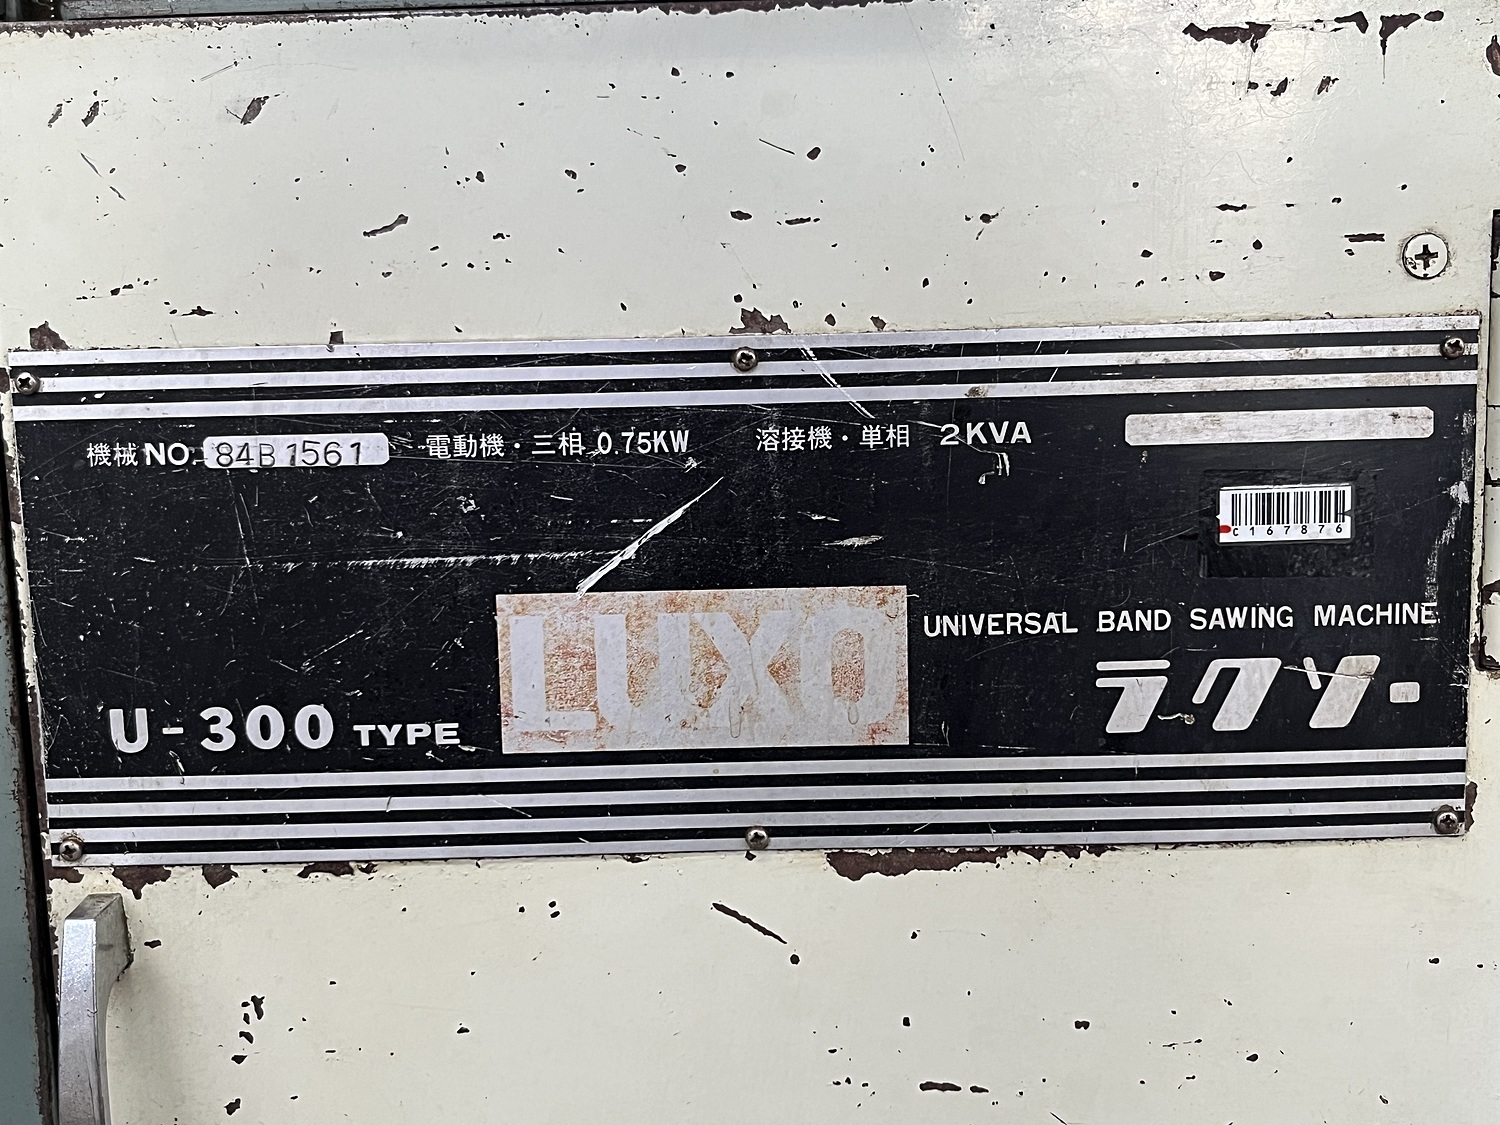 機械NO. 84B1561 電動機・三相 0.75KW 溶接機・単相 2KVA
C167876
UNIVERSAL BAND SAWING MACHINE
U-300 TYPE LUXO ラクソー